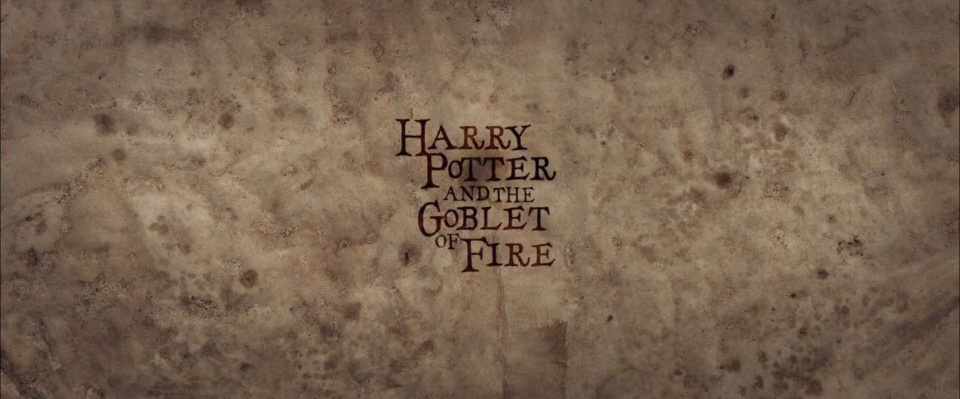 HARRY
POTTER
AND THE
GOBLET
OF FIRE